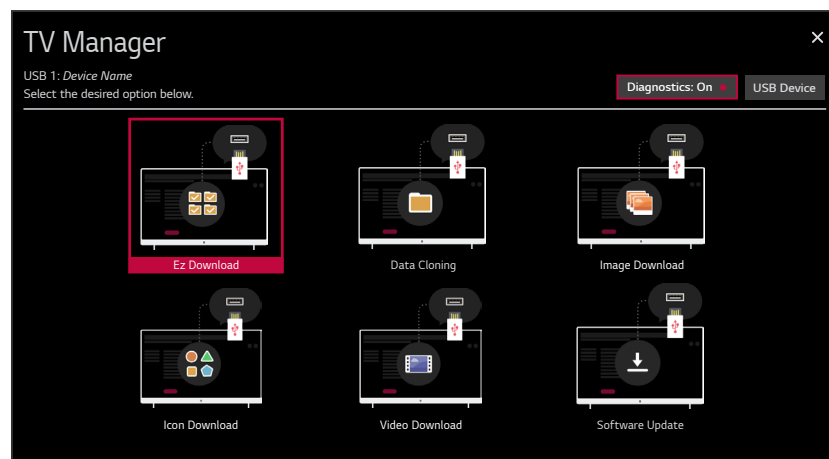 TV Manager
USB 1: Device Name
Select the desired option below.
Diagnostics: On
USB Device
Ez Download
Data Cloning
Image Download
Icon Download
Video Download
Software Update